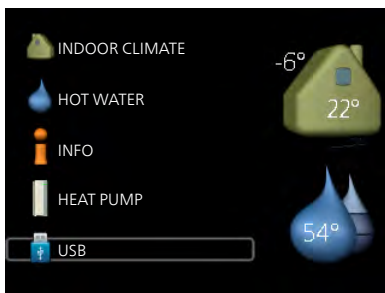 INDOOR CLIMATE
HOT WATER
INFO
HEAT PUMP
USB
-6°
22°
54°